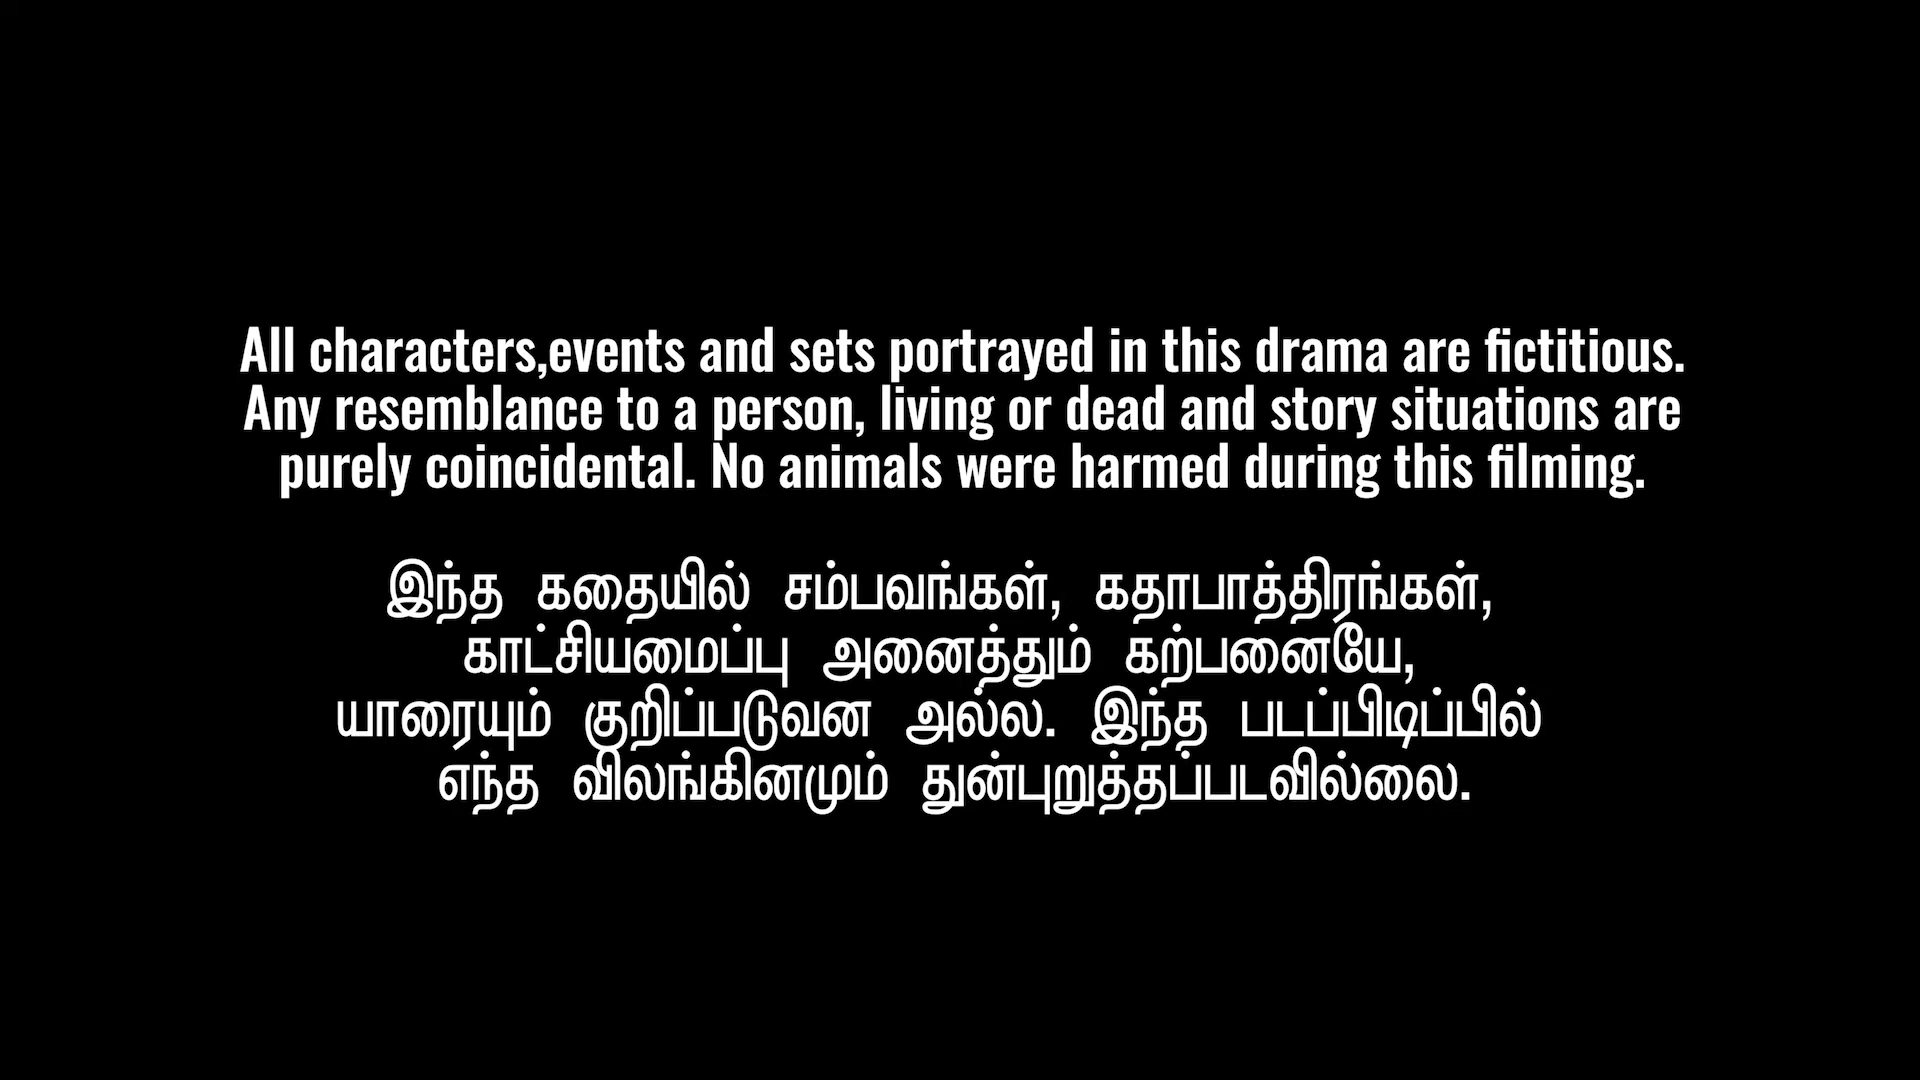 All characters,events and sets portrayed in this drama are fictitious.
Any resemblance to a person, living or dead and story situations are
purely coincidental. No animals were harmed during this filming.
இந்த கதையில் சம்பவங்கள், கதாபாத்திரங்கள்,
காட்சியமைப்பு அனைத்தும் கற்பனையே,
யாரையும் குறிப்படுவன அல்ல. இந்த படப்பிடிப்பில்
எந்த விலங்கினமும் துன்புறுத்தப்படவில்லை.